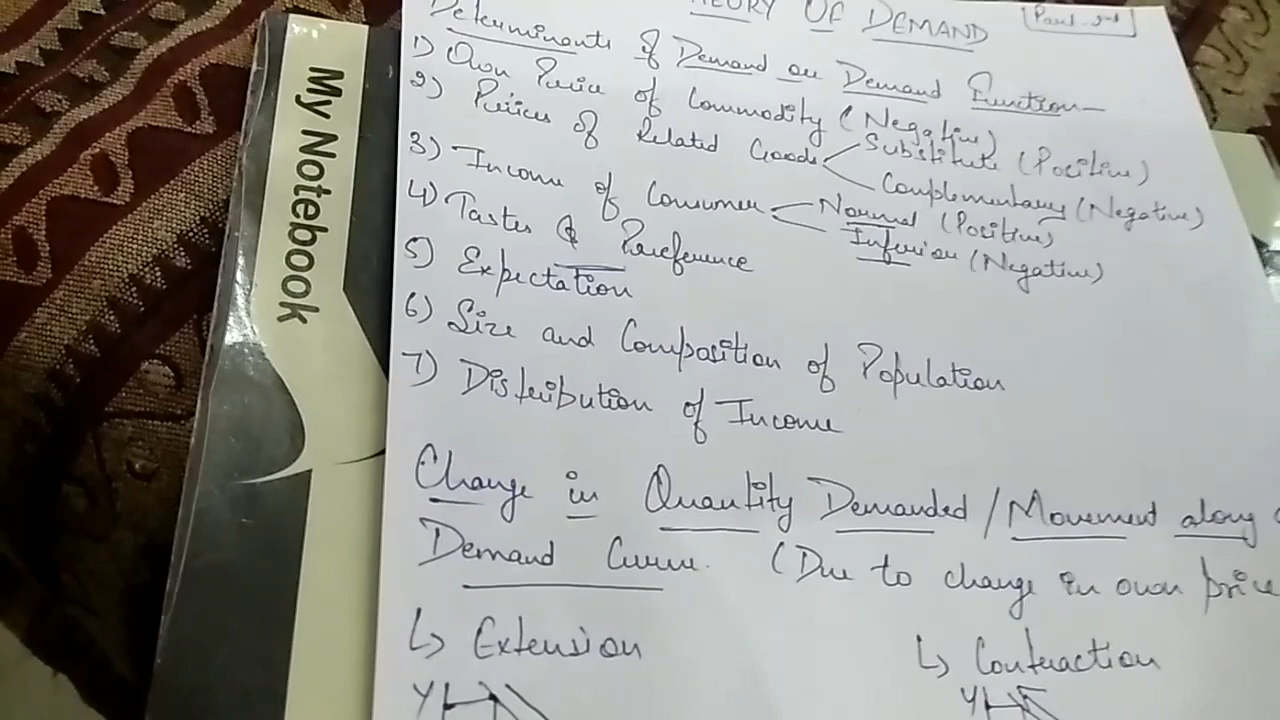 My Notebook
THEORY OF DEMAND
Determinants of Demand or Demand Function
1) Own Price of Commodity (Negative)
2) Prices of Related Goods
Substitute (Positive)
Complementary (Negative)
3) Income of Consumer
Normal (Positive)
Inferior (Negative)
4) Tastes & Preference
5) Expectation
6) Size and Composition of Population
7) Distribution of Income
Change in Quantity Demanded / Movement along
Demand Curve. (Due to change in own price
↳ Extension
↳ Contraction
Y
Y